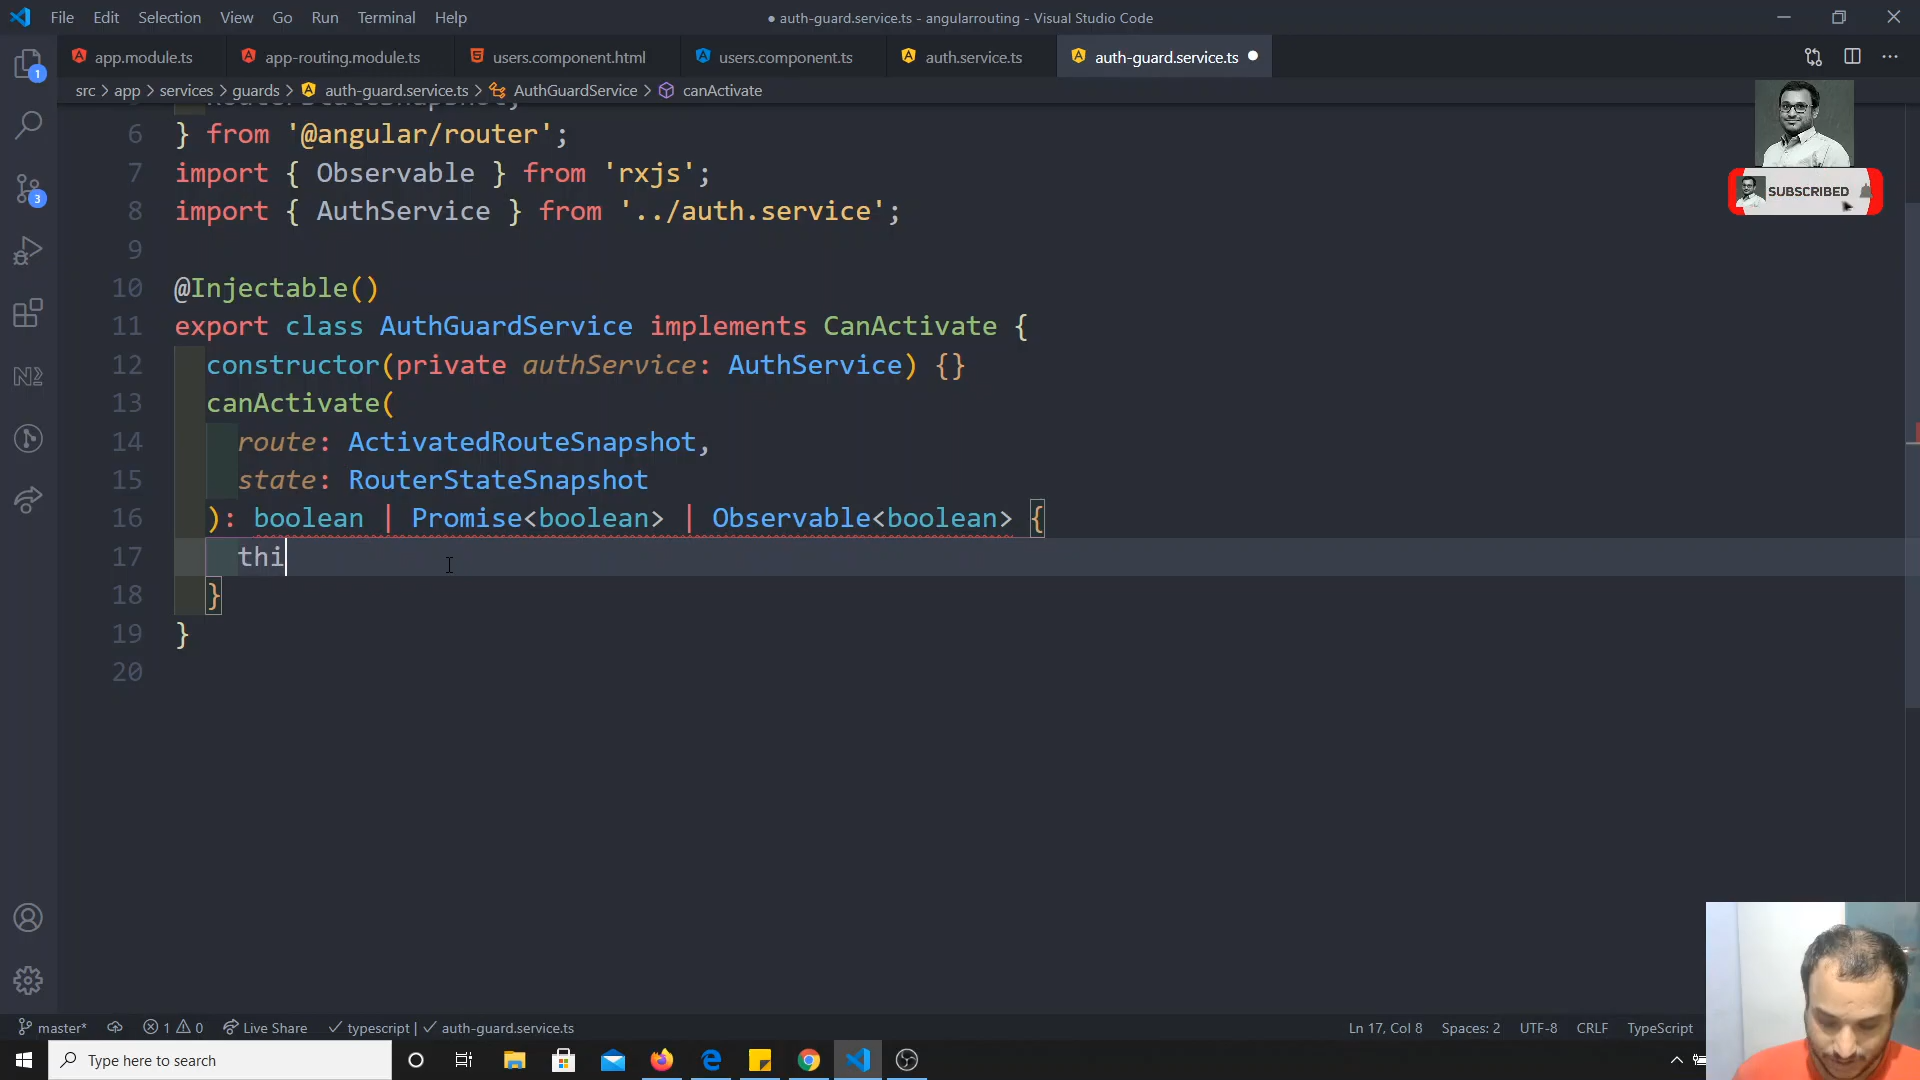 File Edit Selection View Go Run Terminal Help
● auth-guard.service.ts - angularrouting - Visual Studio Code
app.module.ts app-routing.module.ts users.component.html users.component.ts auth.service.ts auth-guard.service.ts
src > app > services > guards > auth-guard.service.ts > AuthGuardService > canActivate
1
SUBSCRIBED
3
RouterStateSnapshot,
6 } from '@angular/router';
7 import { Observable } from 'rxjs';
8 import { AuthService } from '../auth.service';
9
10 @Injectable()
11 export class AuthGuardService implements CanActivate {
12 constructor(private authService: AuthService) {}
13 canActivate(
14 route: ActivatedRouteSnapshot,
15 state: RouterStateSnapshot
16 ): boolean | Promise<boolean> | Observable<boolean> {
17 thi
18 }
19 }
20
master* 1 0 Live Share typescript | auth-guard.service.ts Ln 17, Col 8 Spaces: 2 UTF-8 CRLF TypeScript
Type here to search